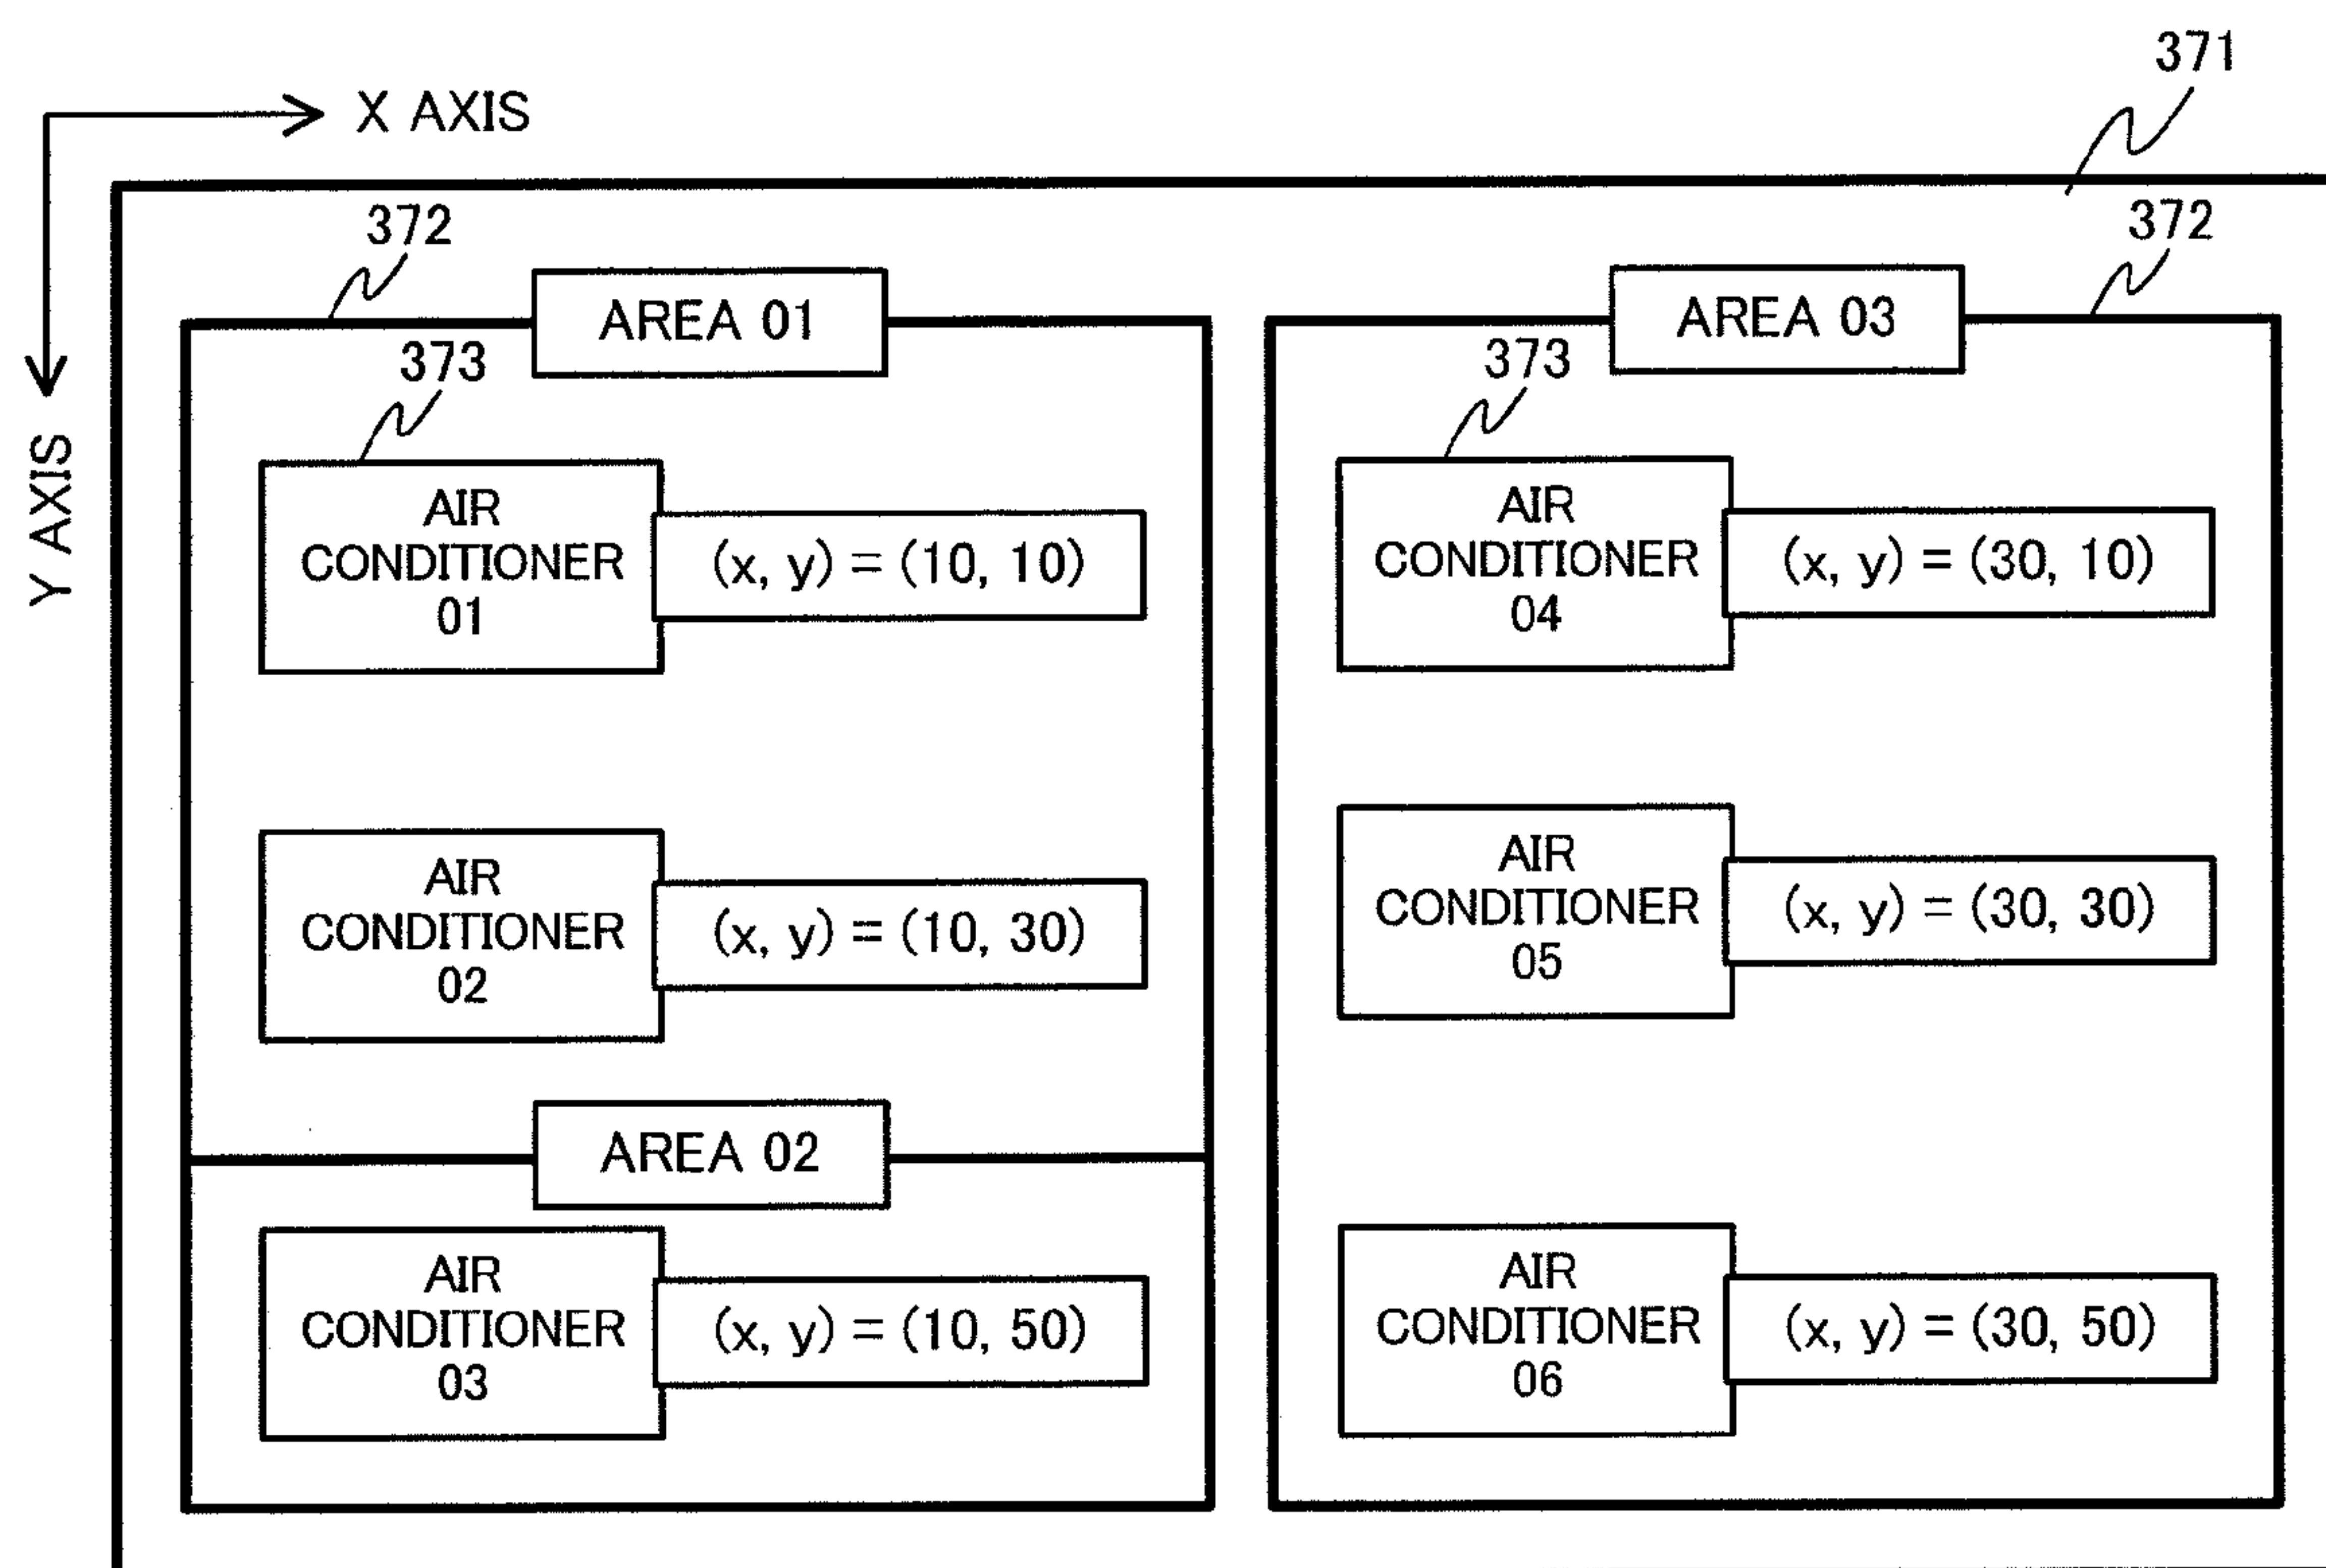 371
X AXIS
Y AXIS
372
372
AREA 01
AREA 03
373
373
AIR
CONDITIONER
01
(x, y) = (10, 10)
AIR
CONDITIONER
04
(x, y) = (30, 10)
AIR
CONDITIONER
02
(x, y) = (10, 30)
AIR
CONDITIONER
05
(x, y) = (30, 30)
AREA 02
AIR
CONDITIONER
03
(x, y) = (10, 50)
AIR
CONDITIONER
06
(x, y) = (30, 50)